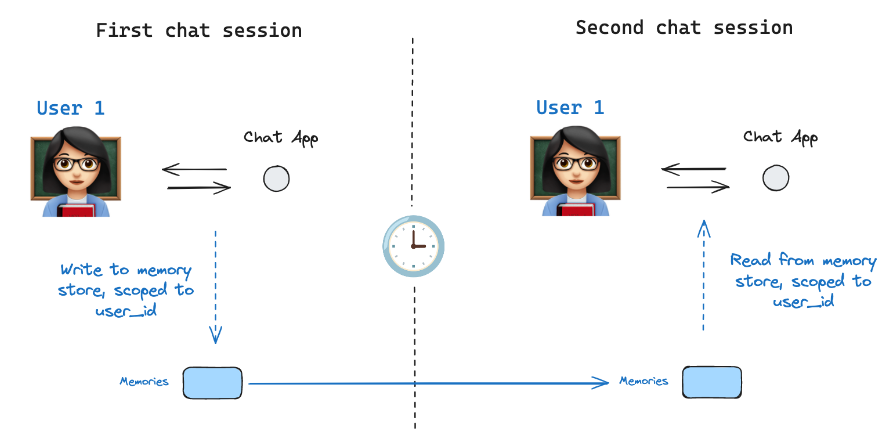 First chat session
Second chat session
User 1
Chat App
User 1
Chat App
Write to memory
store, scoped to
user_id
Read from memory
store, scoped to
user_id
Memories
Memories